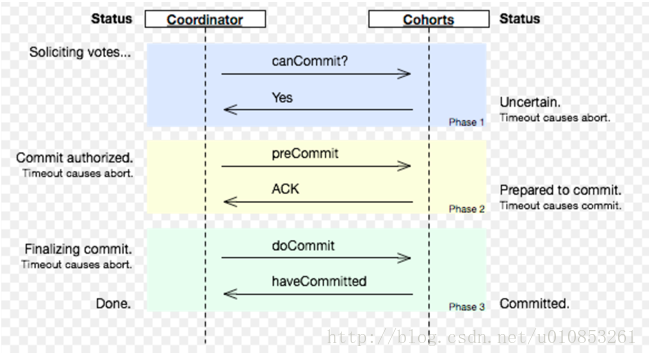 Status
Coordinator
Cohorts
Status
Soliciting votes...
canCommit?
Yes
Uncertain.
Timeout causes abort.
Phase 1
Commit authorized.
Timeout causes abort.
preCommit
ACK
Prepared to commit.
Timeout causes commit.
Phase 2
Finalizing commit.
Timeout causes abort.
doCommit
haveCommitted
Done.
Phase 3
Committed.
http://blog.csdn.net/u010853261